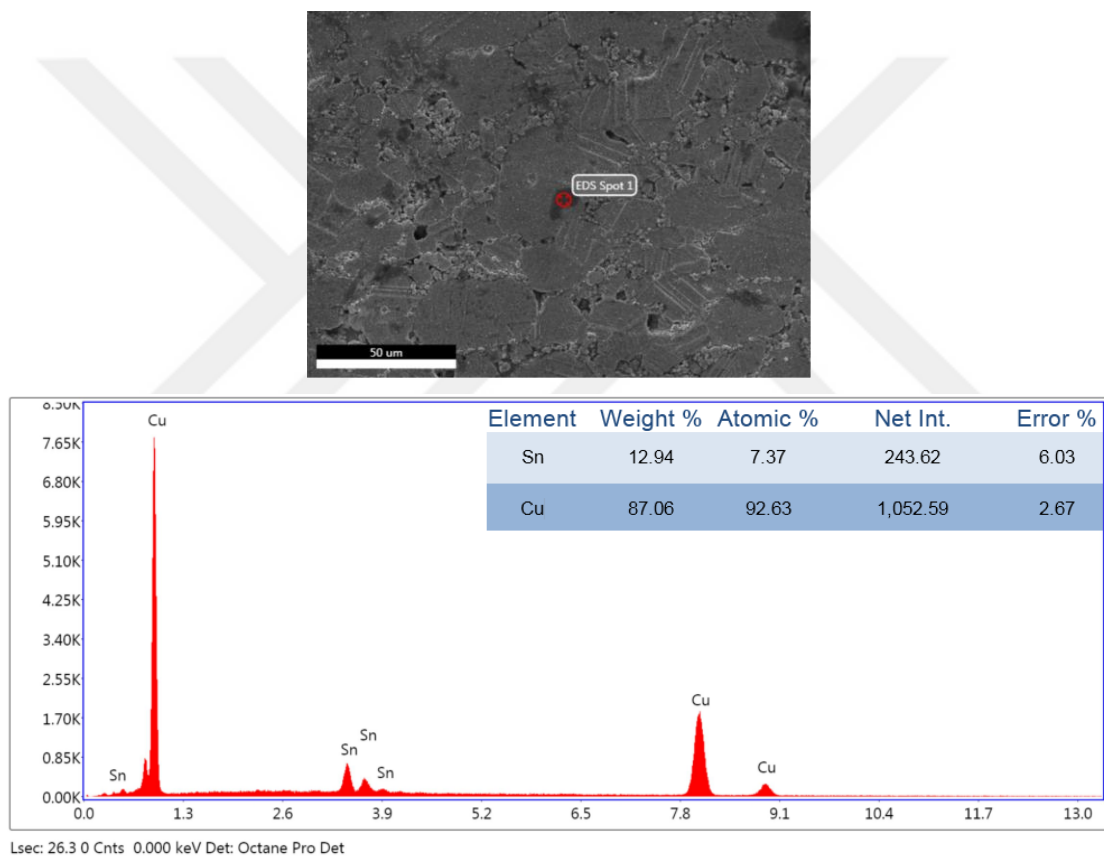 EDS Spot 1
50 um
Element Weight % Atomic % Net Int. Error %
Sn 12.94 7.37 243.62 6.03
Cu 87.06 92.63 1,052.59 2.67
8.50K
7.65K
6.80K
5.95K
5.10K
4.25K
3.40K
2.55K
1.70K
0.85K
0.00K
Cu
Sn
Sn
Sn
Sn
Cu
Cu
0.0 1.3 2.6 3.9 5.2 6.5 7.8 9.1 10.4 11.7 13.0
Lsec: 26.3 0 Cnts 0.000 keV Det: Octane Pro Det